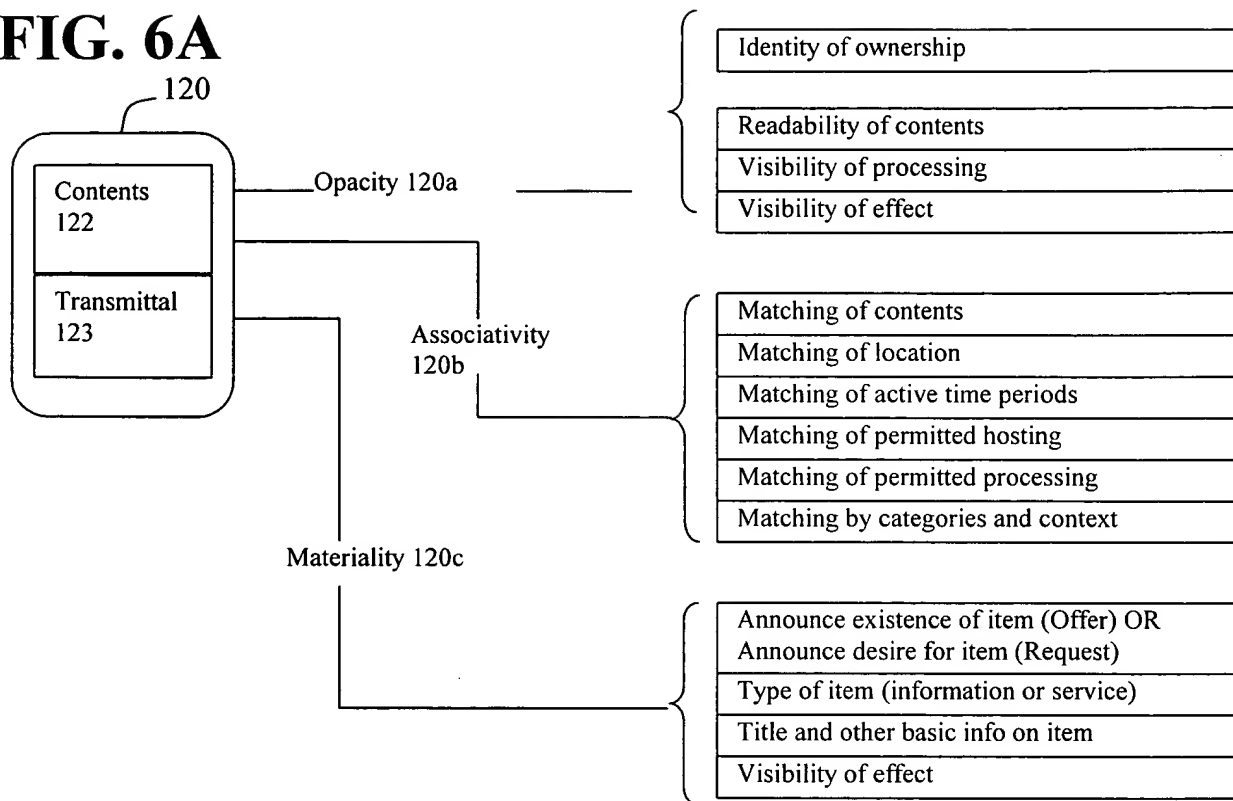 FIG. 6A
120
Contents
122
Transmittal
123
Opacity 120a
Associativity
120b
Materiality 120c
Identity of ownership
Readability of contents
Visibility of processing
Visibility of effect
Matching of contents
Matching of location
Matching of active time periods
Matching of permitted hosting
Matching of permitted processing
Matching by categories and context
Announce existence of item (Offer) OR
Announce desire for item (Request)
Type of item (information or service)
Title and other basic info on item
Visibility of effect